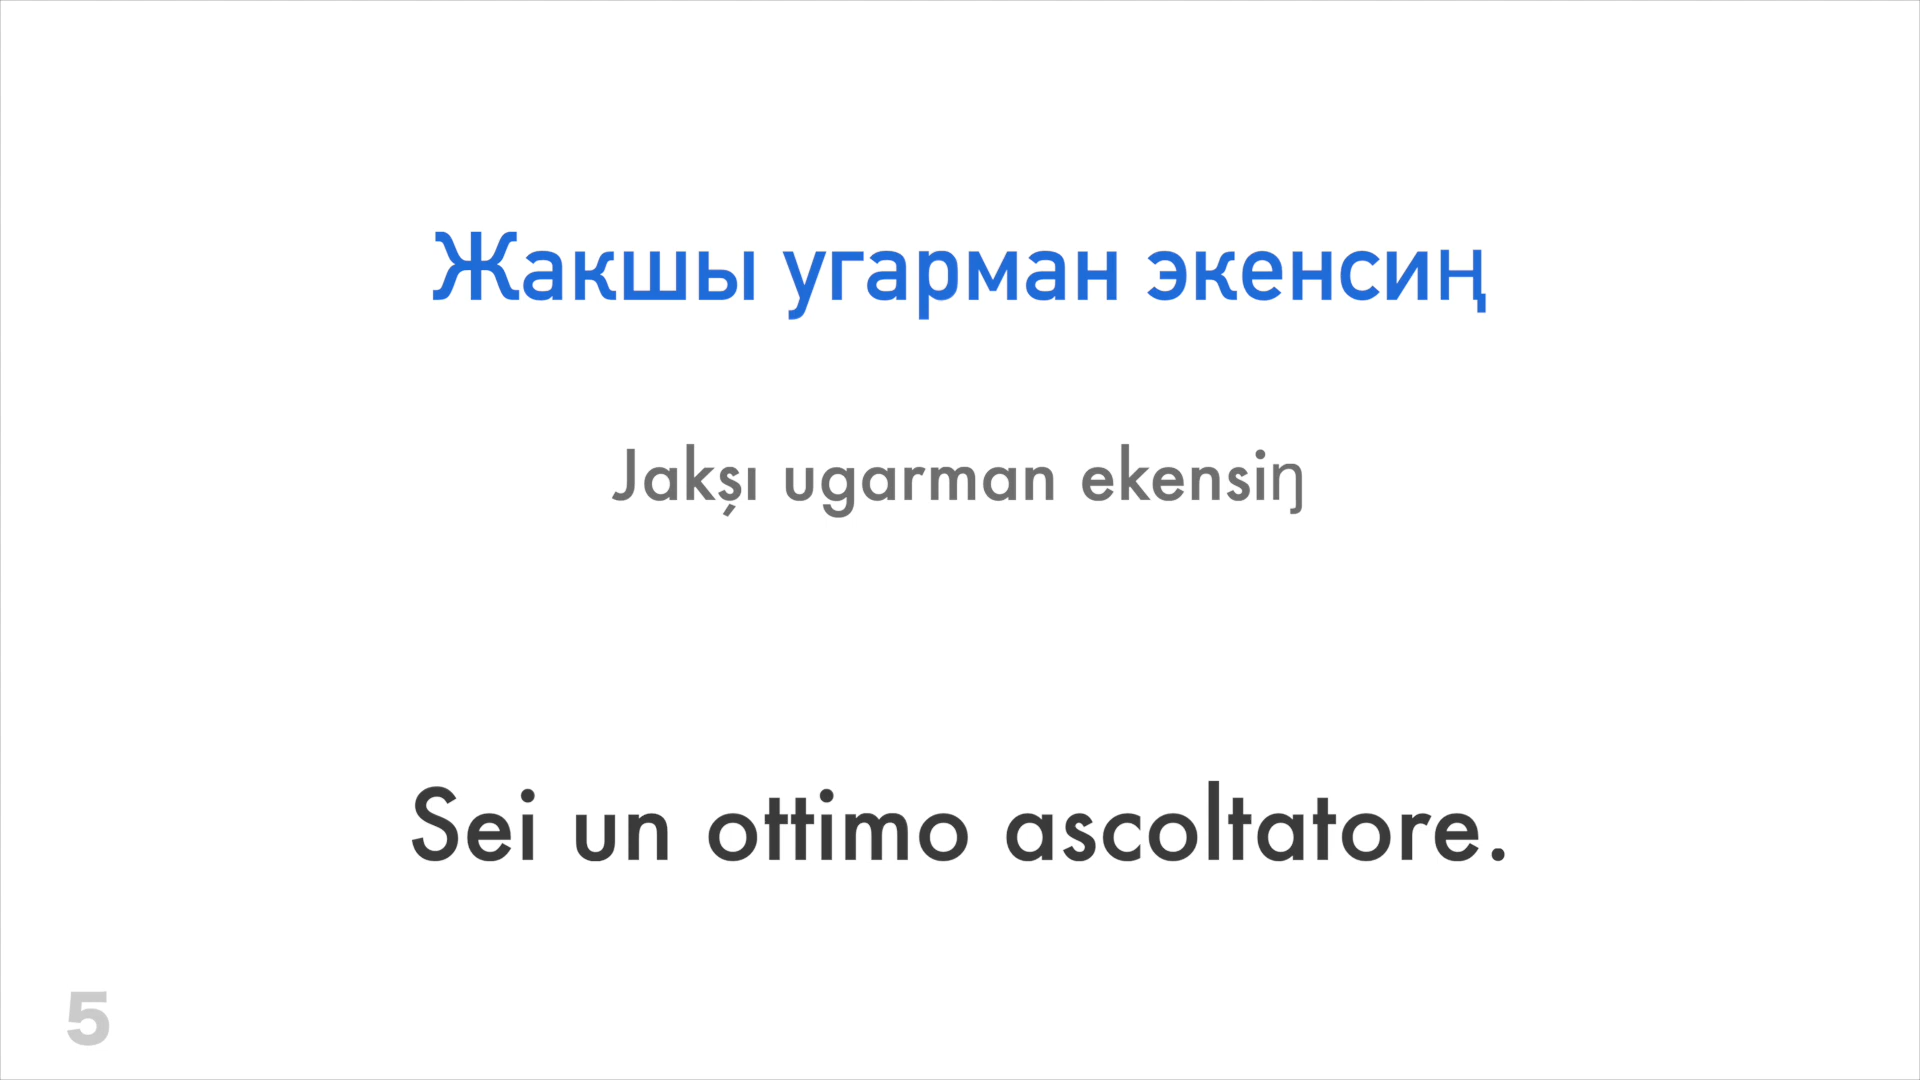 Жакшы угарман экенсиң
Jakşı ugarman ekensiŋ
Sei un ottimo ascoltatore.
5